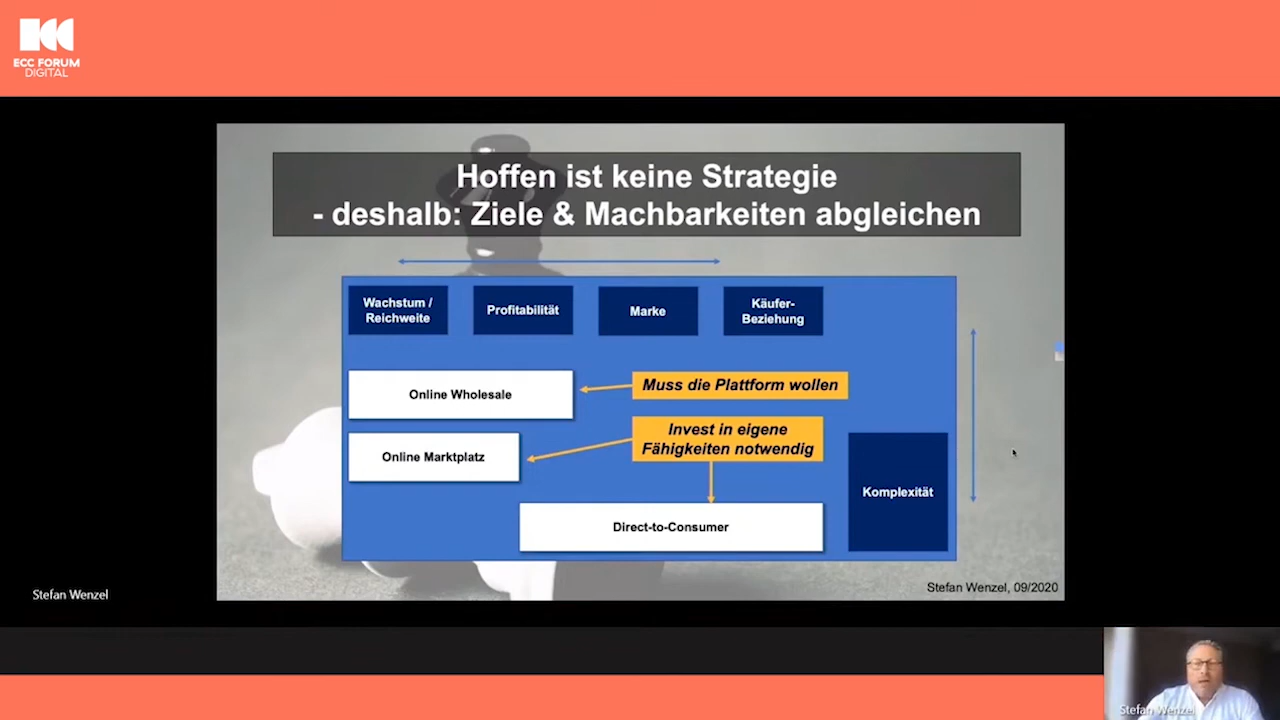 ECC FORUM
DIGITAL
Hoffen ist keine Strategie
- deshalb: Ziele & Machbarkeiten abgleichen
Wachstum /
Reichweite
Profitabilität
Marke
Käufer-
Beziehung
Online Wholesale
Muss die Plattform wollen
Invest in eigene
Fähigkeiten notwendig
Online Marktplatz
Komplexität
Direct-to-Consumer
Stefan Wenzel, 09/2020
Stefan Wenzel
Stefan Wenzel